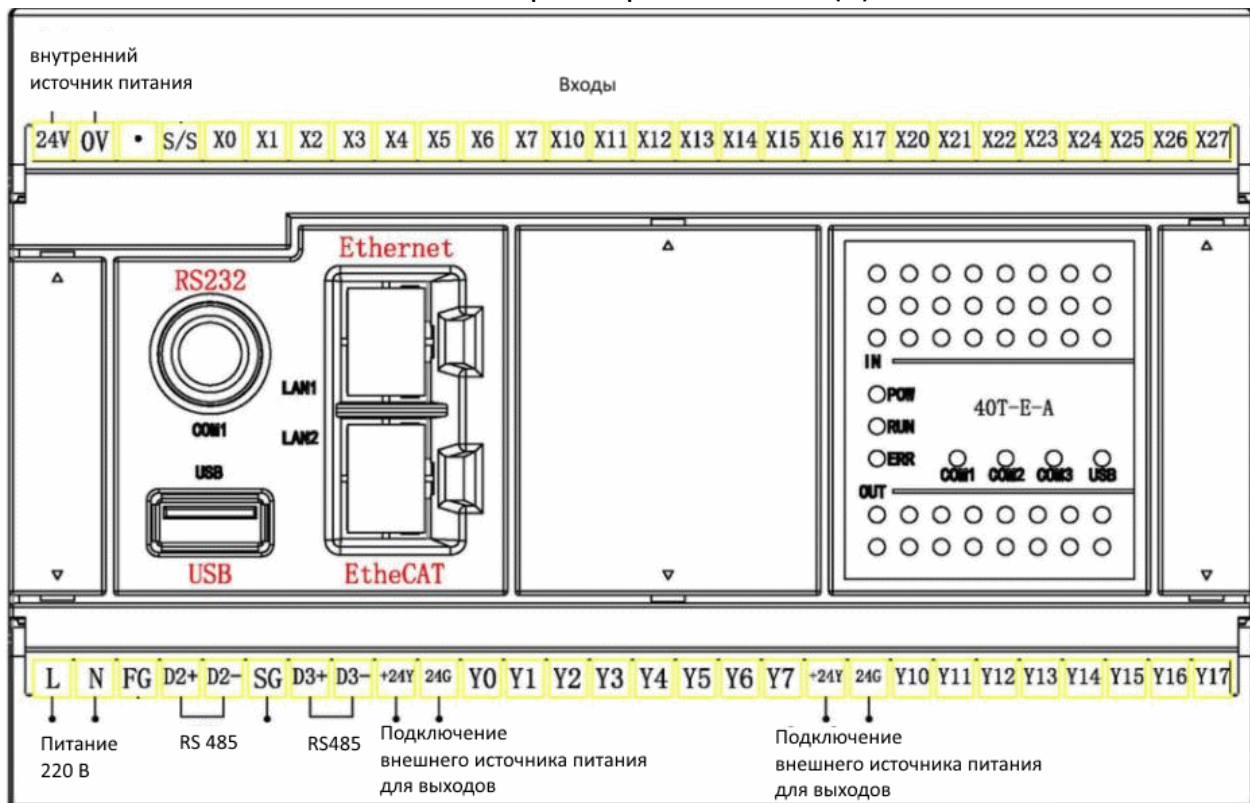 внутренний
источник питания
Входы
24V 0V • S/S X0 X1 X2 X3 X4 X5 X6 X7 X10 X11 X12 X13 X14 X15 X16 X17 X20 X21 X22 X23 X24 X25 X26 X27
Ethernet
RS232
LAN1
COM1
LAN2
USB
USB
EtheCAT
IN
POW
40T-E-A
RUN
ERR
COM1 COM2 COM3 USB
OUT
L N FG D2+ D2- SG D3+ D3- +24Y 24G Y0 Y1 Y2 Y3 Y4 Y5 Y6 Y7 +24Y 24G Y10 Y11 Y12 Y13 Y14 Y15 Y16 Y17
Питание
220 В
RS 485
RS485
Подключение
внешнего источника питания
для выходов
Подключение
внешнего источника питания
для выходов